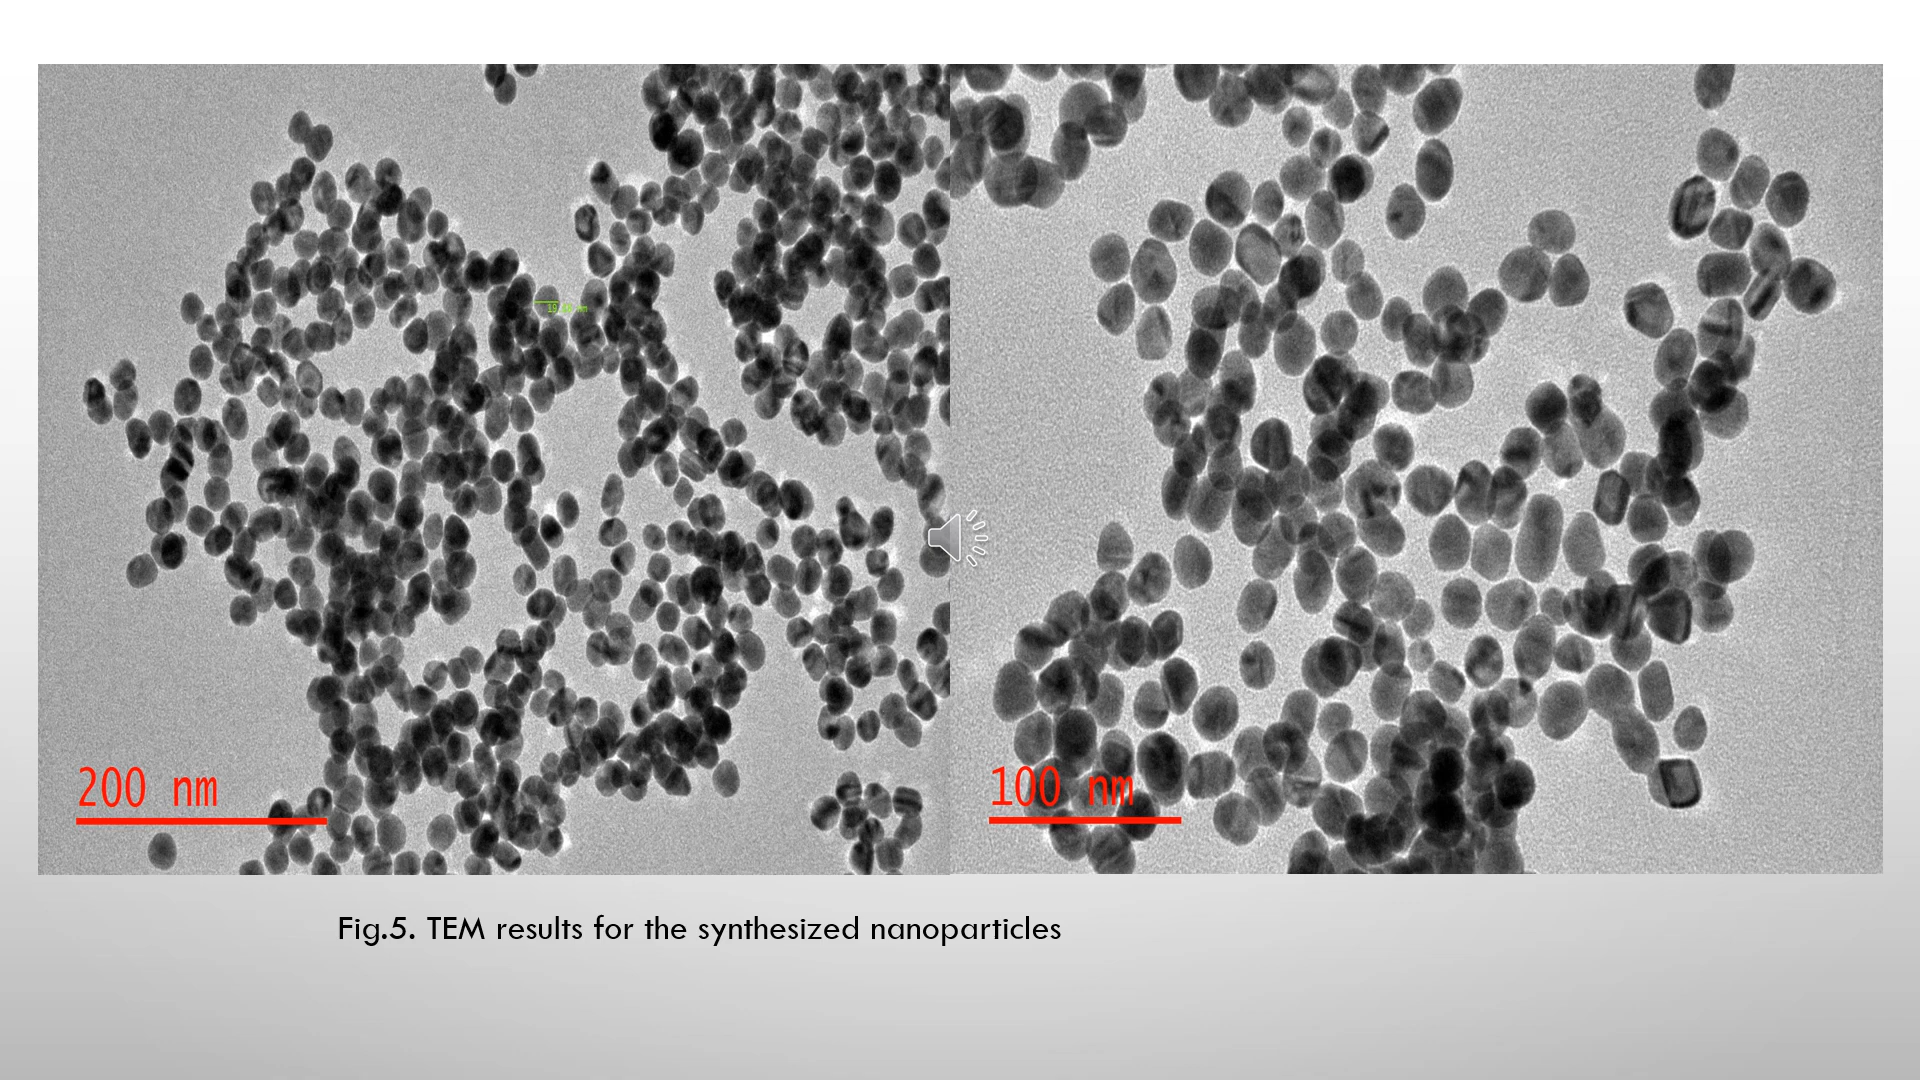 200 nm
100 nm
Fig.5. TEM results for the synthesized nanoparticles